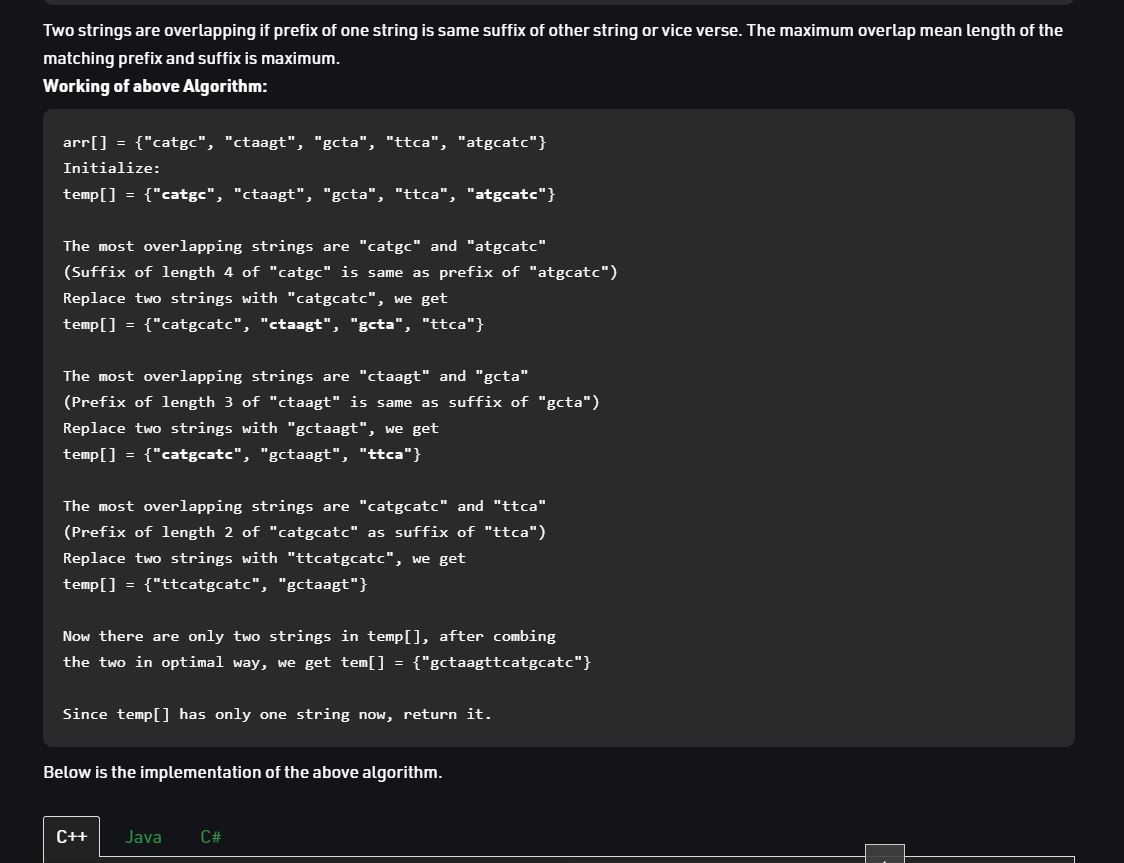 Two strings are overlapping if prefix of one string is same suffix of other string or vice verse. The maximum overlap mean length of the
matching prefix and suffix is maximum.
Working of above Algorithm:
arr[] = {"catgc", "ctaagt", "gcta", "ttca", "atgcatc"}
Initialize:
temp[] = {"catgc", "ctaagt", "gcta", "ttca", "atgcatc"}
The most overlapping strings are "catgc" and "atgcatc"
(Suffix of length 4 of "catgc" is same as prefix of "atgcatc")
Replace two strings with "catgcatc", we get
temp[] = {"catgcatc", "ctaagt", "gcta", "ttca"}
The most overlapping strings are "ctaagt" and "gcta"
(Prefix of length 3 of "ctaagt" is same as suffix of "gcta")
Replace two strings with "gctaagt", we get
temp[] = {"catgcatc", "gctaagt", "ttca"}
The most overlapping strings are "catgcatc" and "ttca"
(Prefix of length 2 of "catgcatc" as suffix of "ttca")
Replace two strings with "ttcatgcatc", we get
temp[] = {"ttcatgcatc", "gctaagt"}
Now there are only two strings in temp[], after combing
the two in optimal way, we get tem[] = {"gctaagttcatgcatc"}
Since temp[] has only one string now, return it.
Below is the implementation of the above algorithm.
C++ Java C#